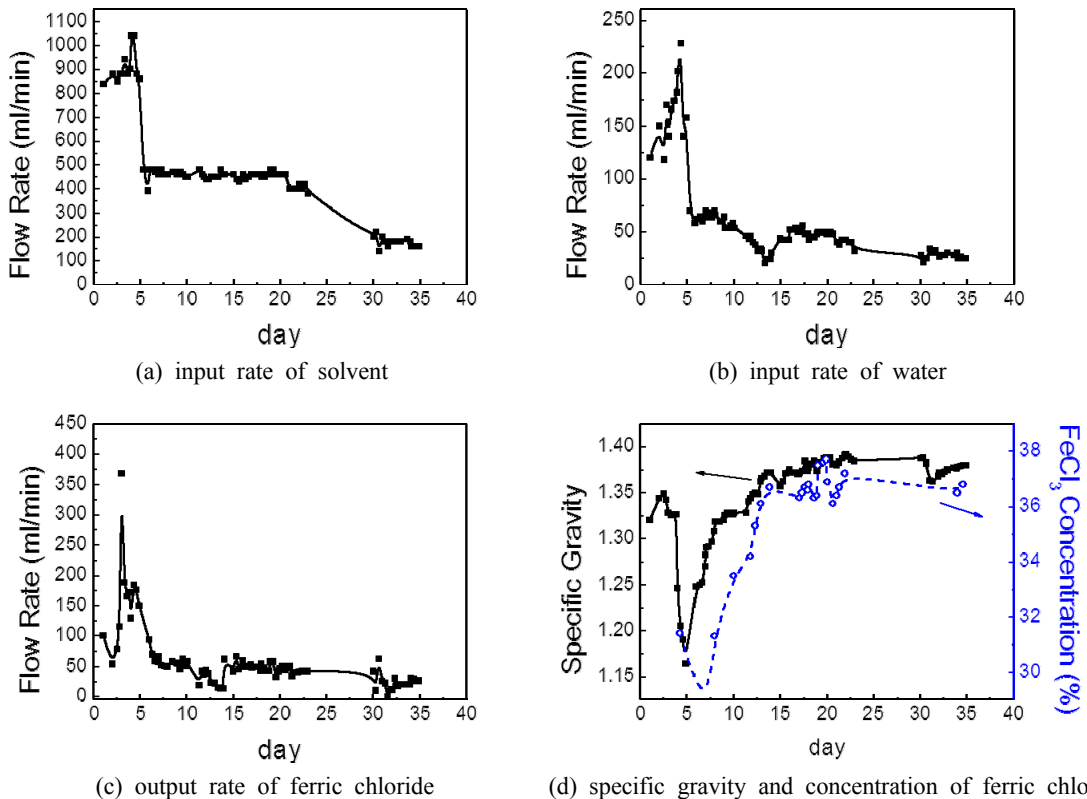 1100
1000
900
800
700
600
500
400
300
200
100
0
Flow Rate (ml/min)
0 5 10 15 20 25 30 35 40
day
(a) input rate of solvent
250
200
150
100
50
0
Flow Rate (ml/min)
0 5 10 15 20 25 30 35 40
day
(b) input rate of water
450
400
350
300
250
200
150
100
50
0
Flow Rate (ml/min)
0 5 10 15 20 25 30 35 40
day
(c) output rate of ferric chloride
1.40
1.35
1.30
1.25
1.20
1.15
Specific Gravity
38
36
34
32
30
FeCl3 Concentration (%)
0 5 10 15 20 25 30 35 40
day
(d) specific gravity and concentration of ferric chlo